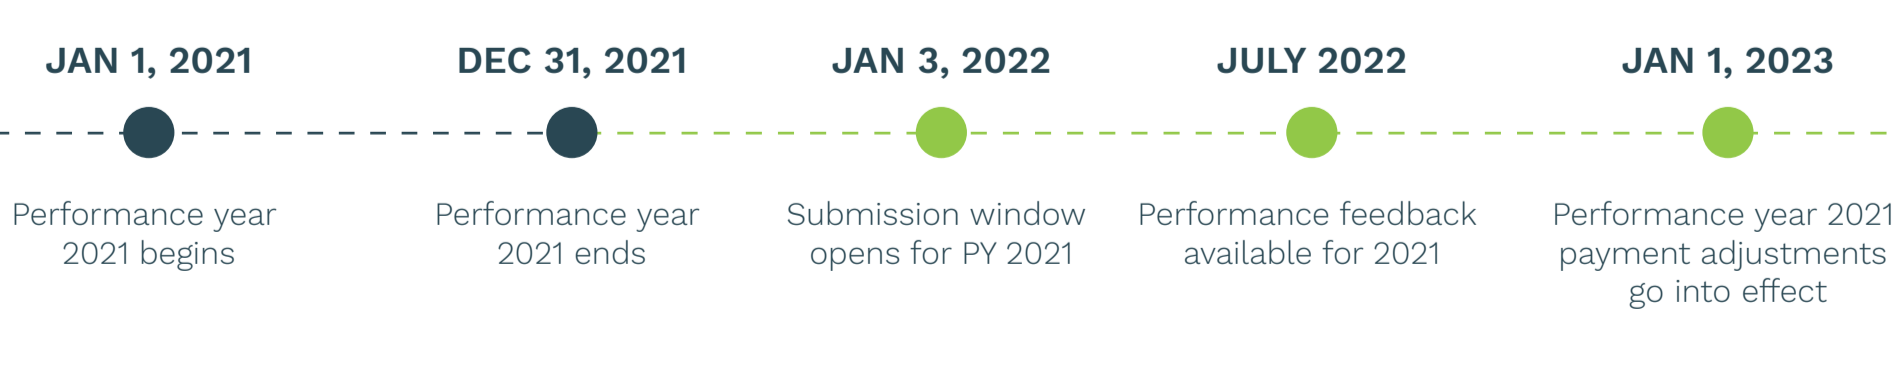 JAN 1, 2021
Performance year
2021 begins
DEC 31, 2021
Performance year
2021 ends
JAN 3, 2022
Submission window
opens for PY 2021
JULY 2022
Performance feedback
available for 2021
JAN 1, 2023
Performance year 2021
payment adjustments
go into effect